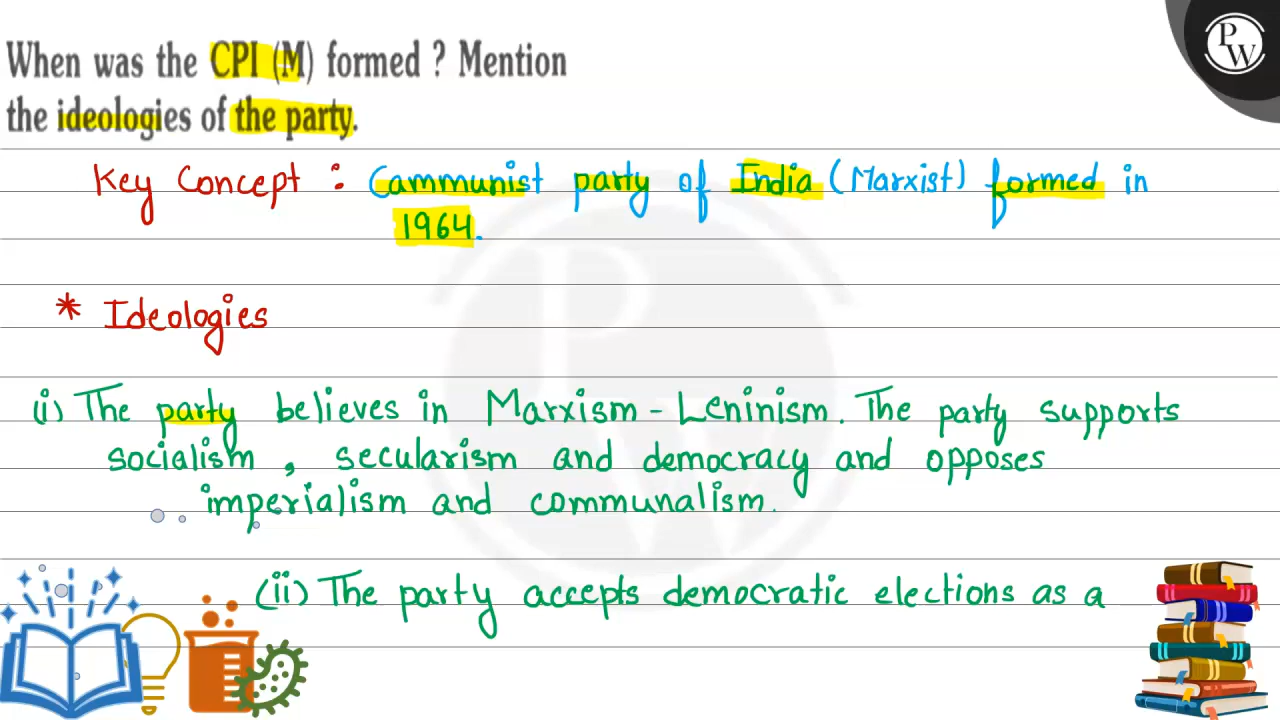 PW
When was the CPI (M) formed ? Mention
the ideologies of the party.
Key Concept : Cammunist party of India (Marxist) formed in
1964.
* Ideologies
(i) The party believes in Marxism - Leninism. The party supports
socialism, secularism and democracy and opposes
imperialism and communalism.
(ii) The party accepts democratic elections as a